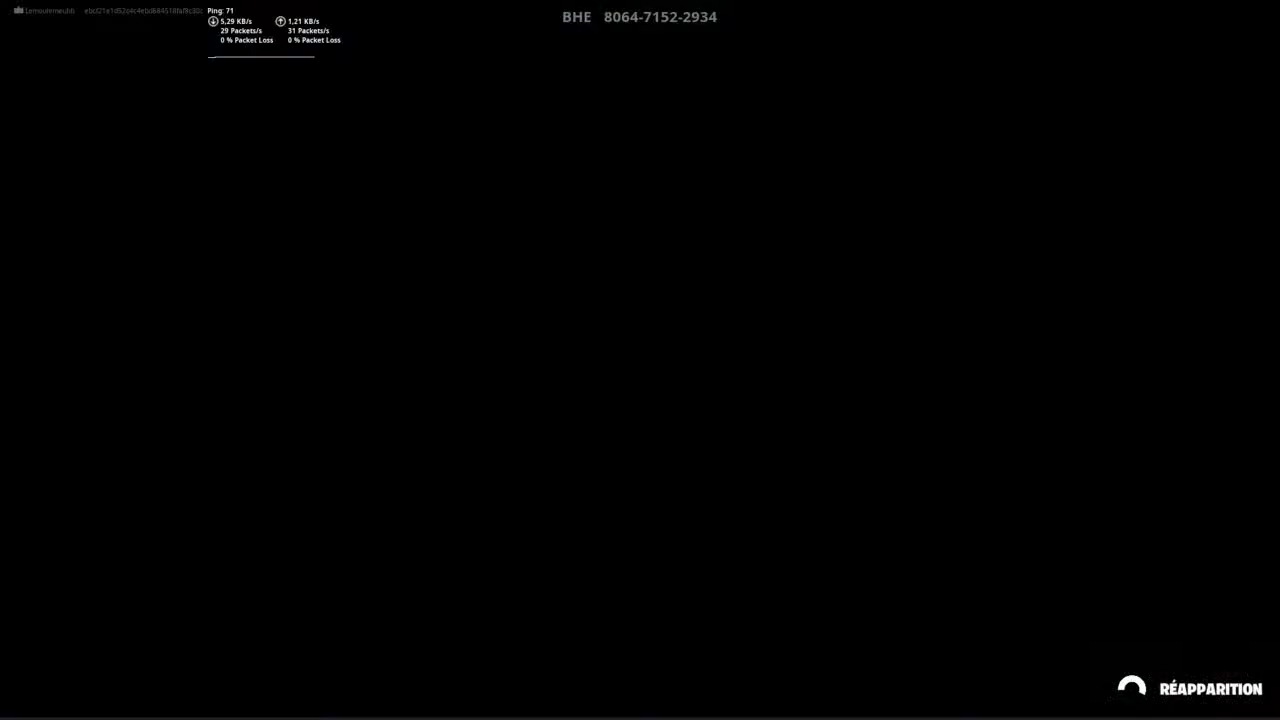 Ping: 71
5,29 KB/s 1,21 KB/s
29 Packets/s 31 Packets/s
0 % Packet Loss 0 % Packet Loss
BHE 8064-7152-2934
RÉAPPARITION